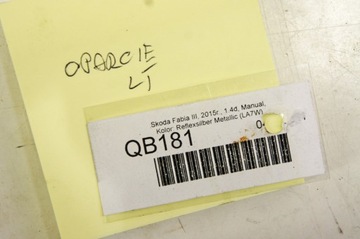 OPARCIE
LT
Skoda Fabia III, 2015r., 1.4d, Manual,
Kolor: Reflexsilber Metallic (LA7W)
QB181